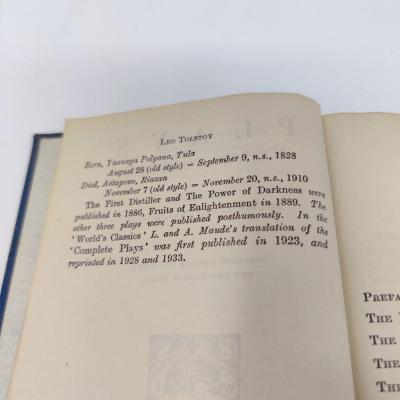 LEO TOLSTOY
Born, Yasnaya Polyana, Tula
August 28 (old style) = September 9, n.s., 1828
Died, Astapovo, Riazan
November 7 (old style) = November 20, n.s., 1910
The First Distiller and The Power of Darkness were
published in 1886, Fruits of Enlightenment in 1889. The
other three plays were published posthumously. In the
'World's Classics' L. and A. Maude's translation of the
'Complete Plays' was first published in 1923, and
reprinted in 1928 and 1933.
PREFA
THE
THE
THE
THE